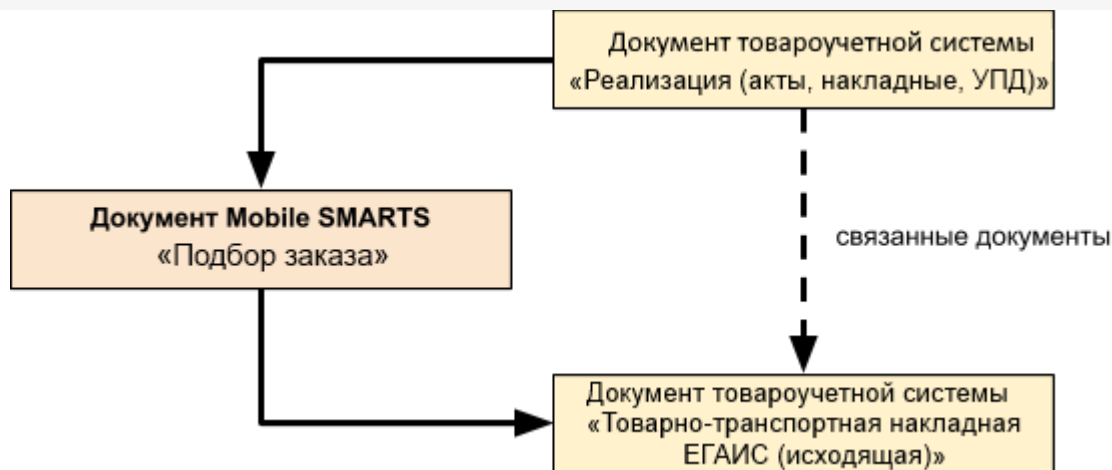 Документ товароучетной системы
«Реализация (акты, накладные, УПД)»
Документ Mobile SMARTS
«Подбор заказа»
связанные документы
Документ товароучетной системы
«Товарно-транспортная накладная
ЕГАИС (исходящая)»